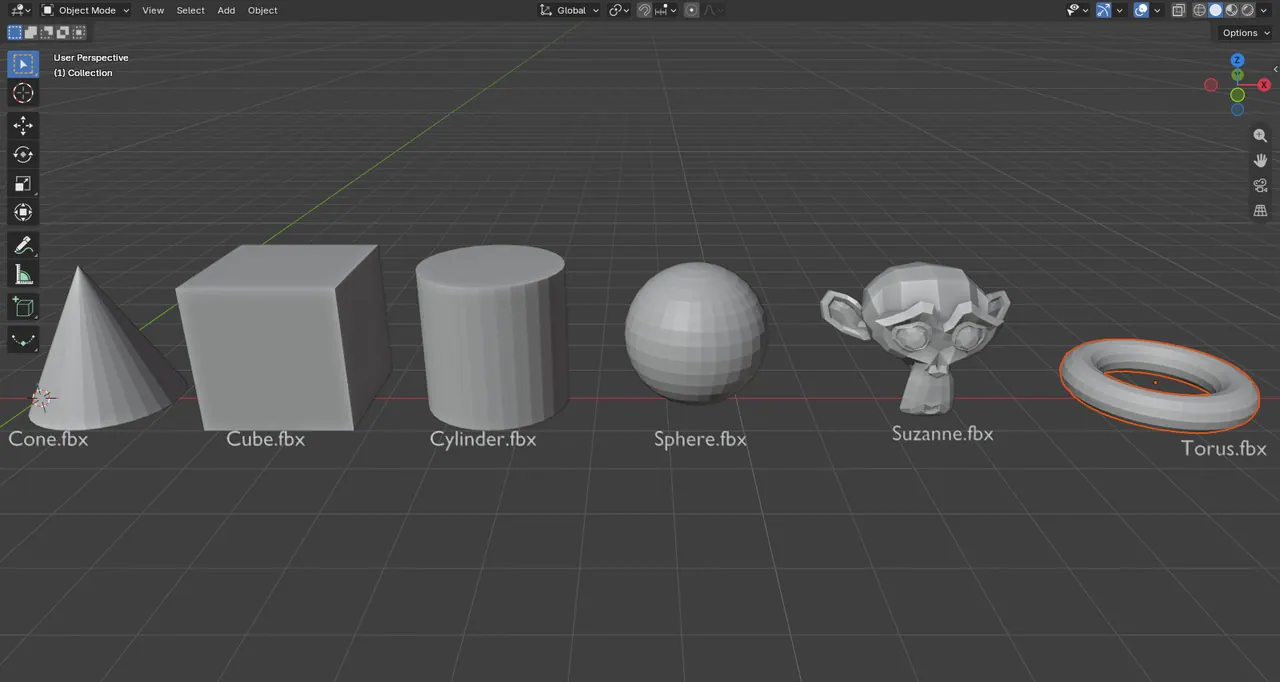 Object Mode View Select Add Object Global
Options
User Perspective
(1) Collection
Z
X
Cone.fbx Cube.fbx Cylinder.fbx Sphere.fbx Suzanne.fbx Torus.fbx